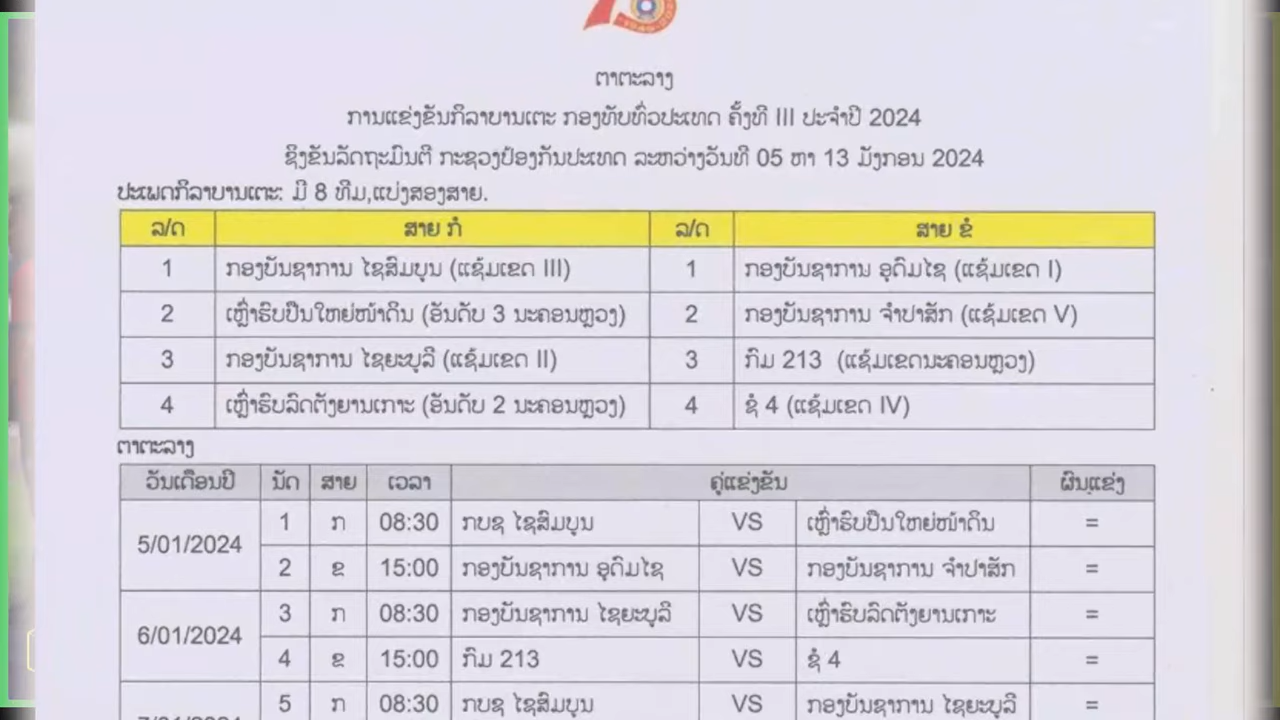 ຕາຕະລາງ
ການແຂ່ງຂັນກິລາບານເຕະ ກອງທັບທົ່ວປະເທດ ຄັ້ງທີ III ປະຈຳປີ 2024
ຊິງຂັນລັດຖະມົນຕີ ກະຊວງປ້ອງກັນປະເທດ ລະຫວ່າງວັນທີ 05 ຫາ 13 ມັງກອນ 2024
ປະເພດກິລາບານເຕະ: ມີ 8 ທີມ,ແບ່ງສອງສາຍ.
ລ/ດ ສາຍ ກໍ ລ/ດ ສາຍ ຂໍ
1 ກອງບັນຊາການ ໄຊສົມບູນ (ແຊ້ມເຂດ III) 1 ກອງບັນຊາການ ອຸດົມໄຊ (ແຊ້ມເຂດ I)
2 ເຫຼົ່າຮົບປືນໃຫຍ່ໜ້າດິນ (ອັນດັບ 3 ນະຄອນຫຼວງ) 2 ກອງບັນຊາການ ຈຳປາສັກ (ແຊ້ມເຂດ V)
3 ກອງບັນຊາການ ໄຊຍະບູລີ (ແຊ້ມເຂດ II) 3 ກົມ 213 (ແຊ້ມເຂດນະຄອນຫຼວງ)
4 ເຫຼົ່າຮົບລົດຕັງຍານເກາະ (ອັນດັບ 2 ນະຄອນຫຼວງ) 4 ຊໍ 4 (ແຊ້ມເຂດ IV)
ຕາຕະລາງ
ວັນເດືອນປີ ນັດ ສາຍ ເວລາ ຄູ່ແຂ່ງຂັນ ຜົນແຂ່ງ
5/01/2024 1 ກ 08:30 ກບຊ ໄຊສົມບູນ VS ເຫຼົ່າຮົບປືນໃຫຍ່ໜ້າດິນ =
2 ຂ 15:00 ກອງບັນຊາການ ອຸດົມໄຊ VS ກອງບັນຊາການ ຈຳປາສັກ =
6/01/2024 3 ກ 08:30 ກອງບັນຊາການ ໄຊຍະບູລີ VS ເຫຼົ່າຮົບລົດຕັງຍານເກາະ =
4 ຂ 15:00 ກົມ 213 VS ຊໍ 4 =
5 ກ 08:30 ກບຊ ໄຊສົມບູນ VS ກອງບັນຊາການ ໄຊຍະບູລີ =